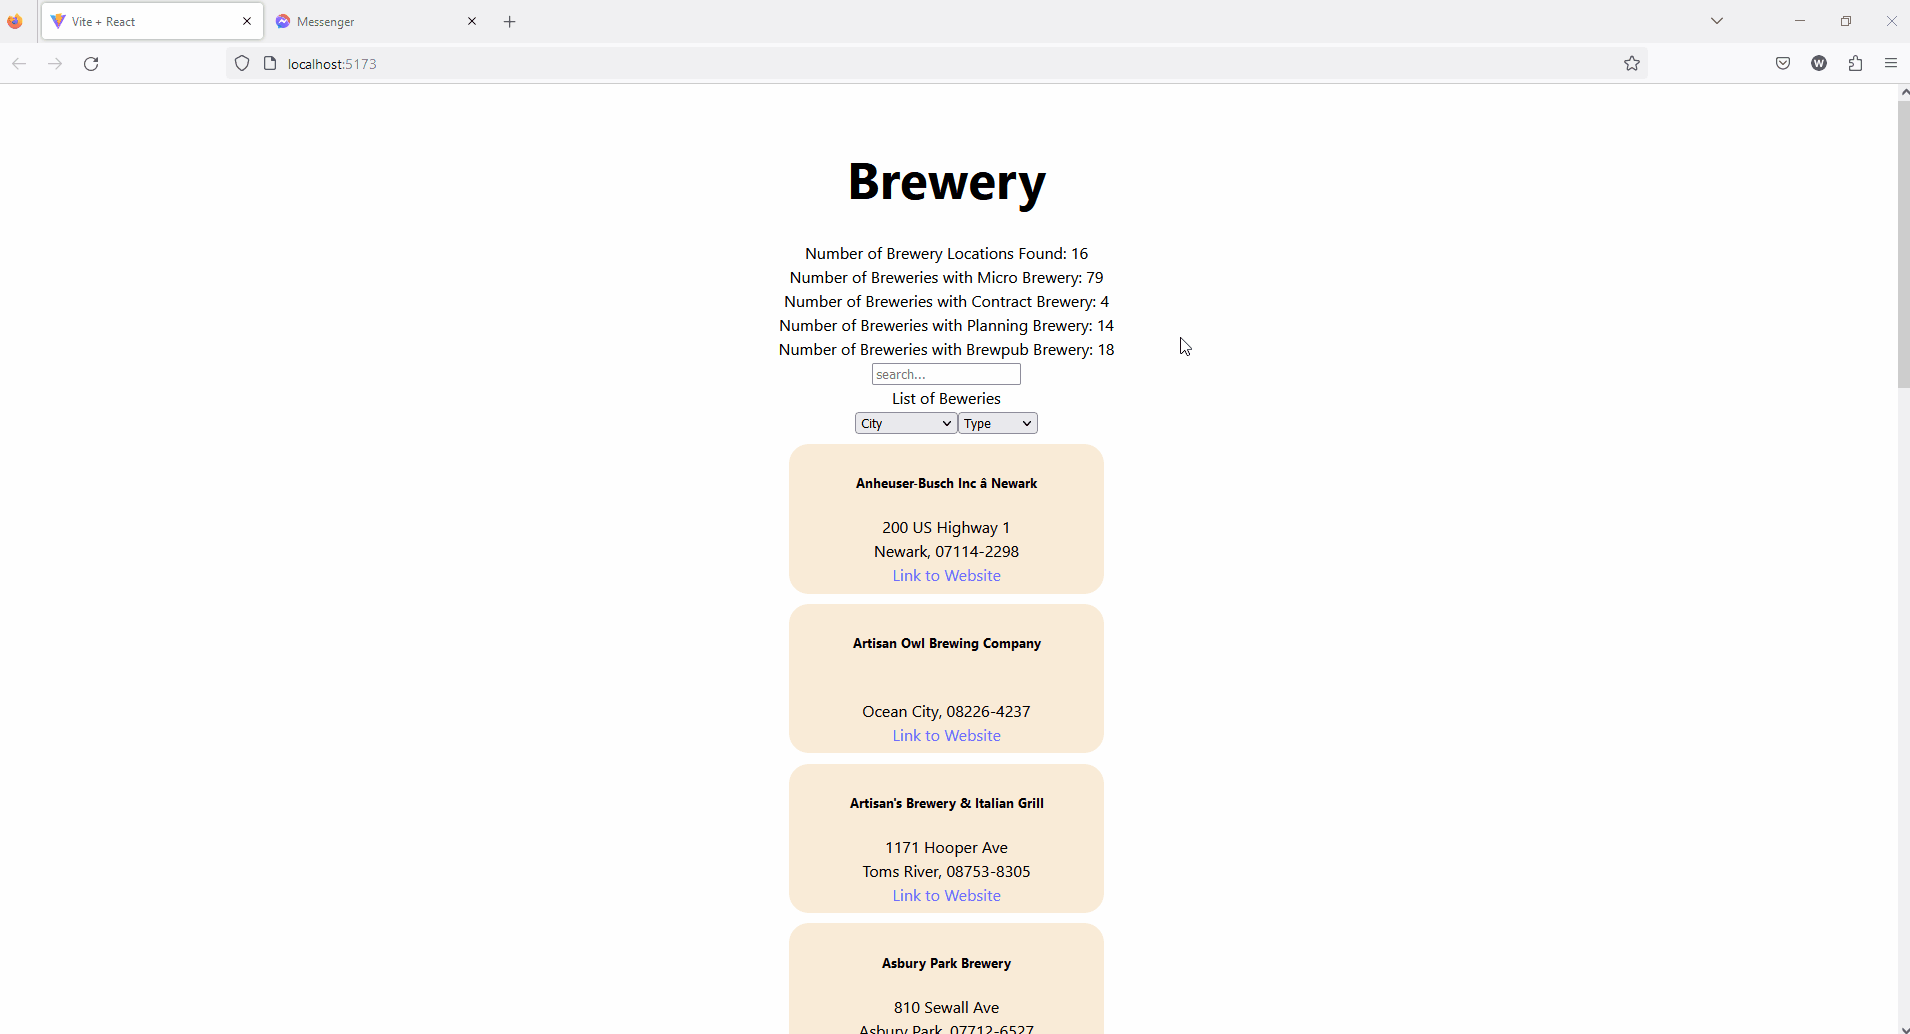 Vite + React
Messenger
localhost:5173
W
Brewery
Number of Brewery Locations Found: 16
Number of Breweries with Micro Brewery: 79
Number of Breweries with Contract Brewery: 4
Number of Breweries with Planning Brewery: 14
Number of Breweries with Brewpub Brewery: 18
search...
List of Beweries
City Type
Anheuser-Busch Inc â Newark
200 US Highway 1
Newark, 07114-2298
Link to Website
Artisan Owl Brewing Company
Ocean City, 08226-4237
Link to Website
Artisan's Brewery & Italian Grill
1171 Hooper Ave
Toms River, 08753-8305
Link to Website
Asbury Park Brewery
810 Sewall Ave
Asbury Park, 07712-6527